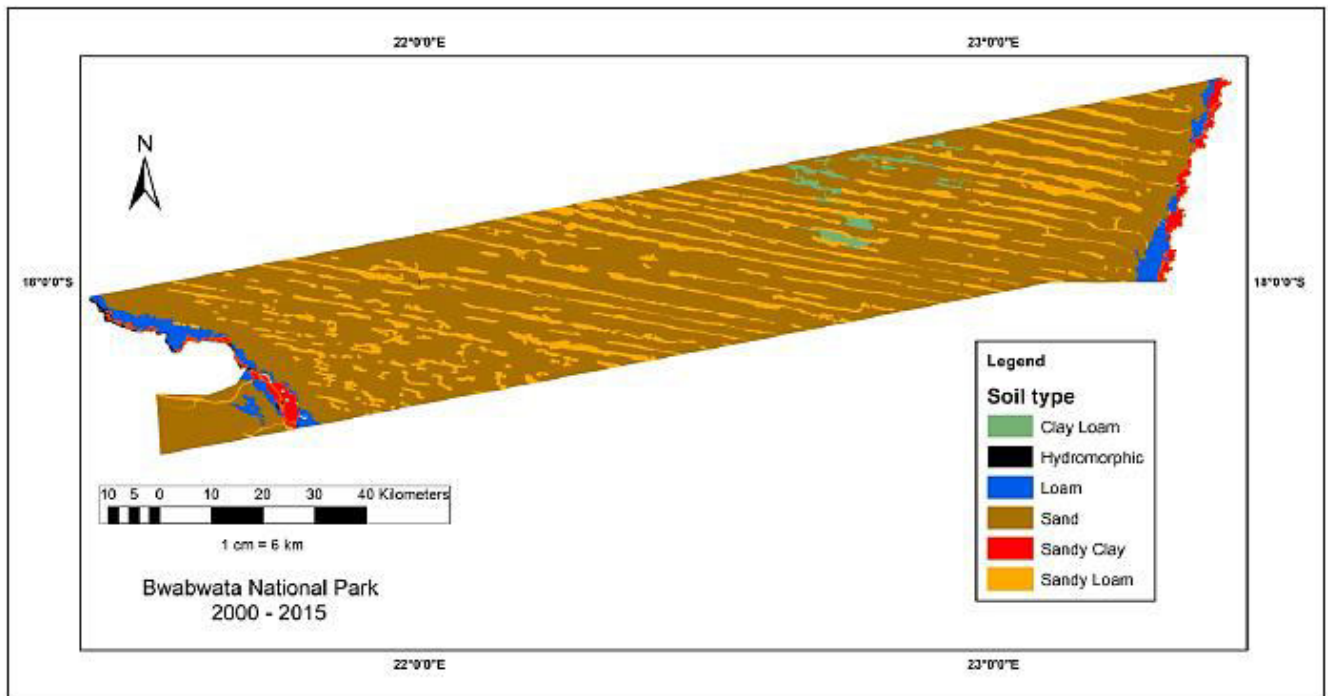 22°0'0"E 23°0'0"E
N
18°0'0"S 18°0'0"S
Legend
Soil type
Clay Loam
Hydromorphic
Loam
Sand
Sandy Clay
Sandy Loam
10 5 0 10 20 30 40 Kilometers
1 cm = 6 km
Bwabwata National Park
2000 - 2015
22°0'0"E 23°0'0"E